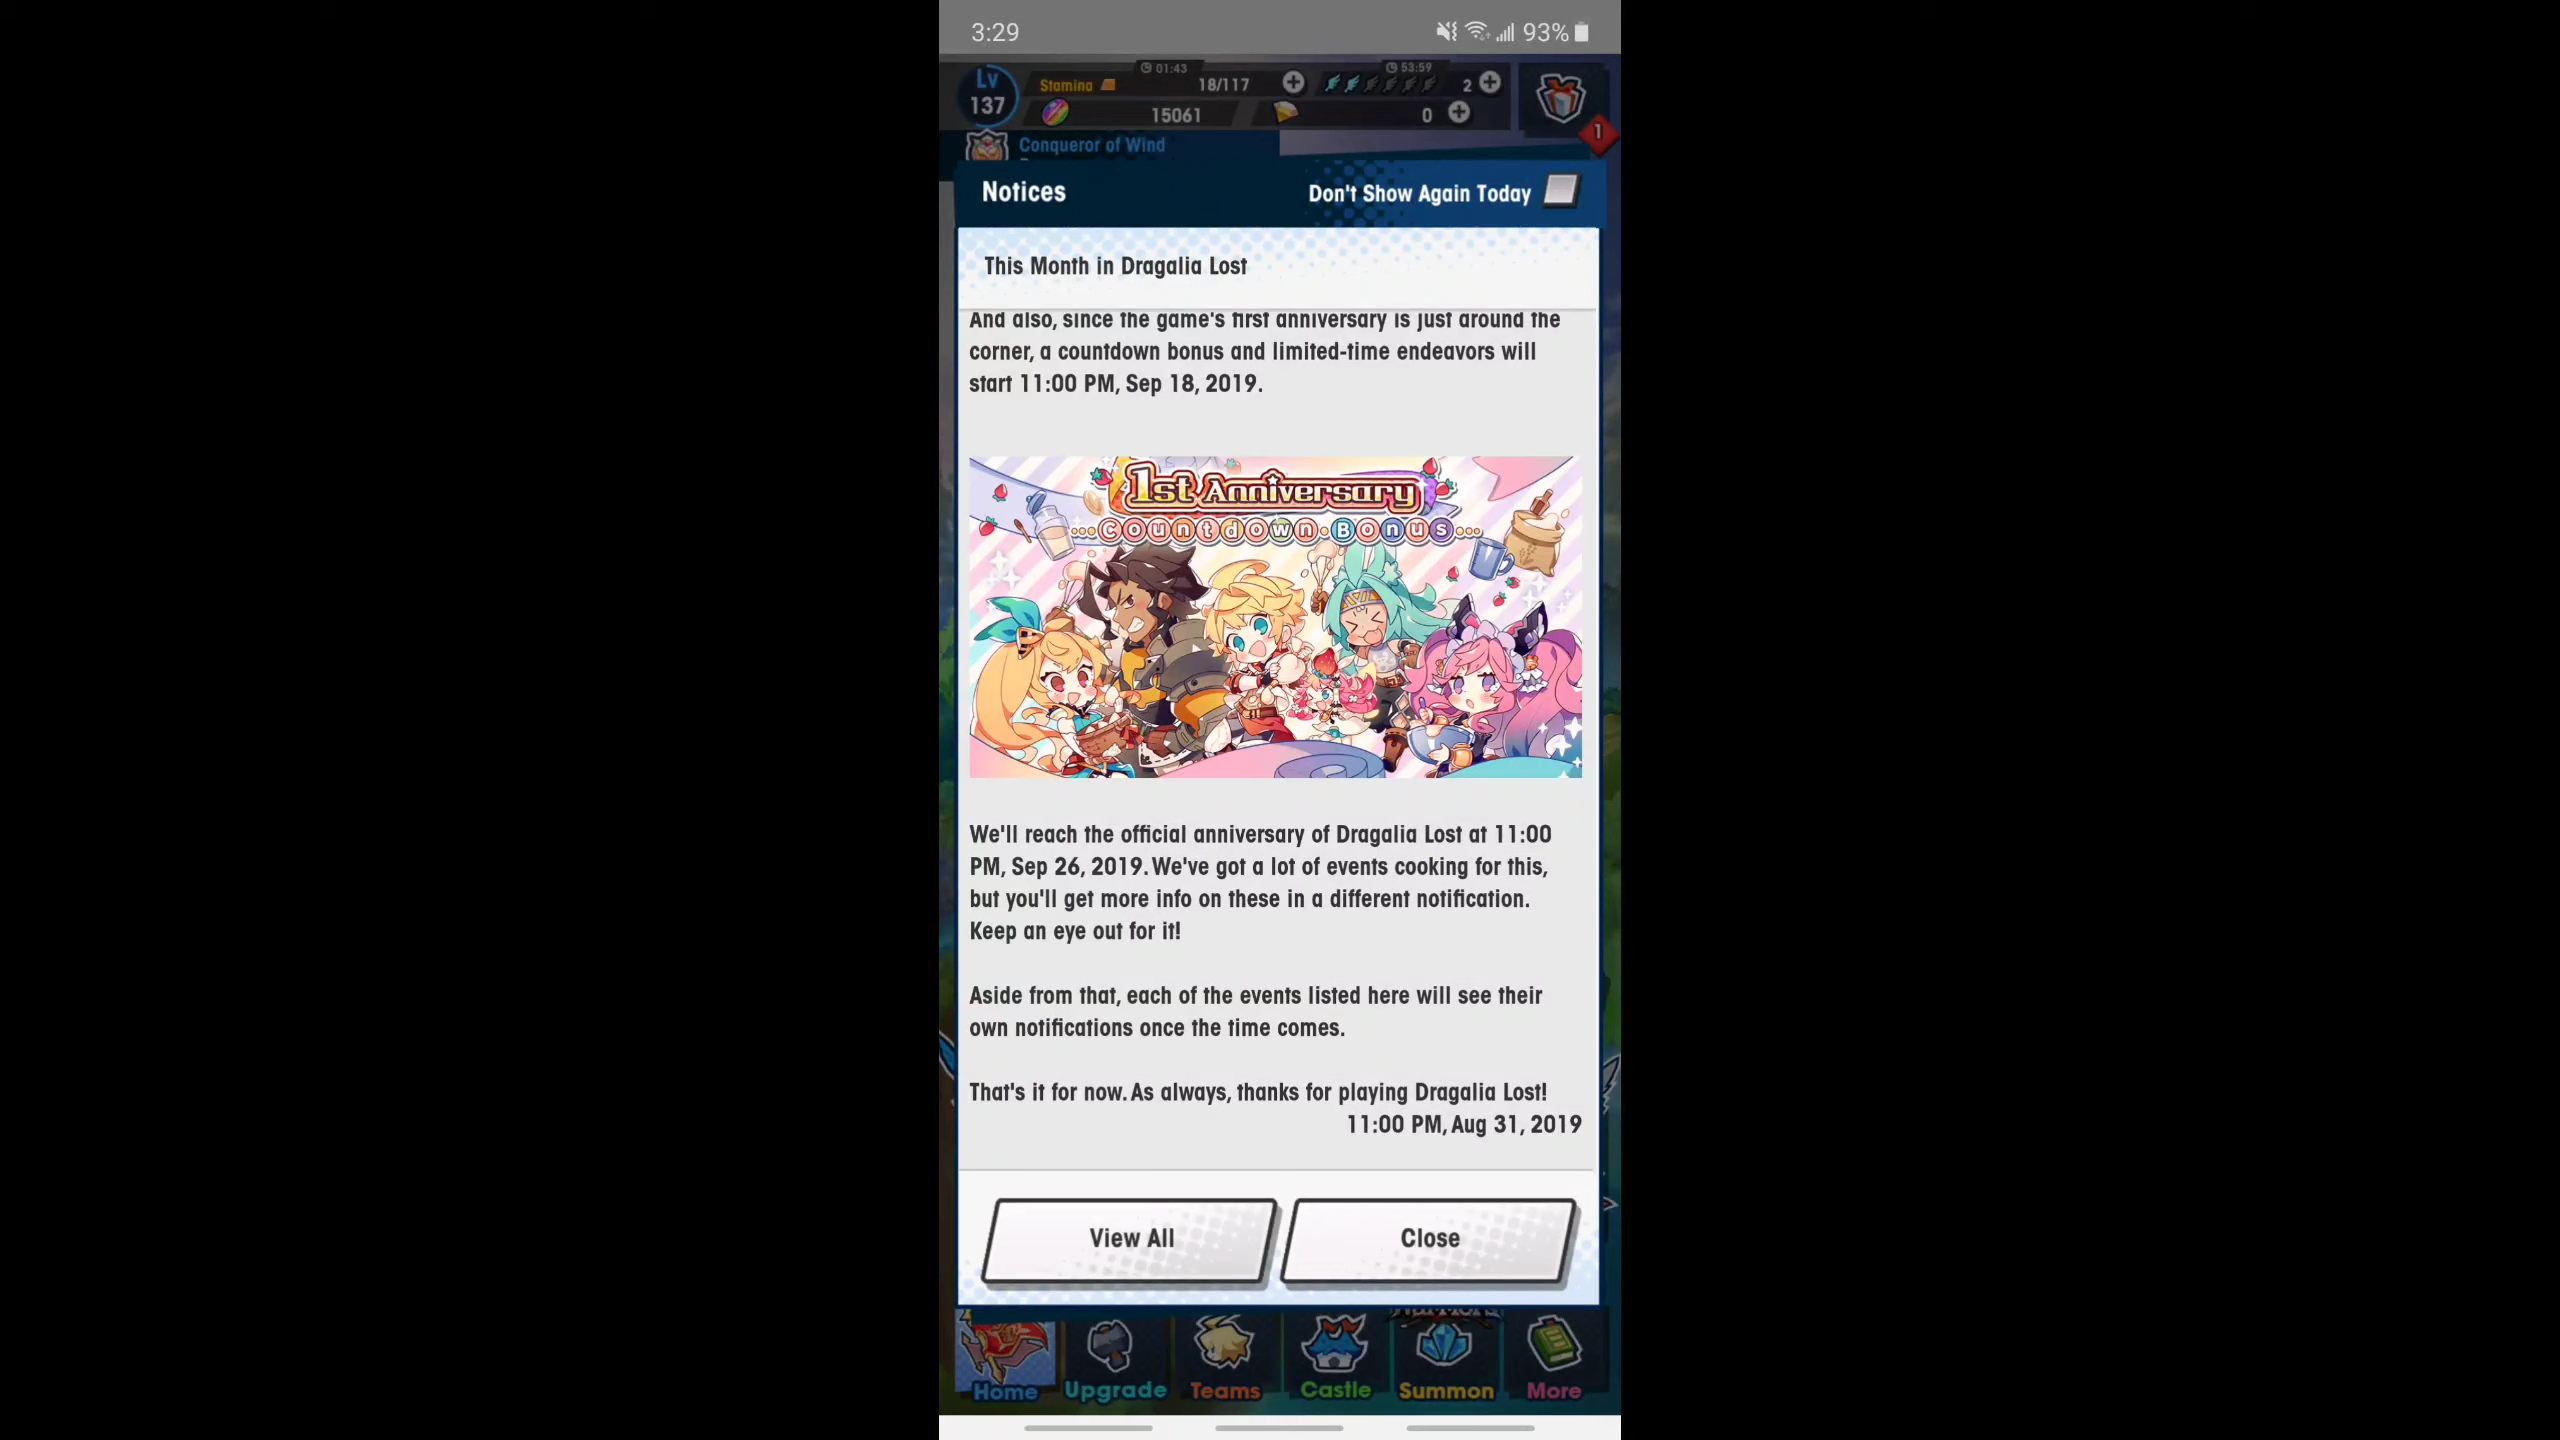 3:29
93%
01:43
53:59
Lv
137
Stamina
18/117
2
15061
0
1
Conqueror of Wind
Notices
Don't Show Again Today
This Month in Dragalia Lost
And also, since the game's first anniversary is just around the
corner, a countdown bonus and limited-time endeavors will
start 11:00 PM, Sep 18, 2019.
1st Anniversary
Countdown Bonus
We'll reach the official anniversary of Dragalia Lost at 11:00
PM, Sep 26, 2019. We've got a lot of events cooking for this,
but you'll get more info on these in a different notification.
Keep an eye out for it!
Aside from that, each of the events listed here will see their
own notifications once the time comes.
That's it for now. As always, thanks for playing Dragalia Lost!
11:00 PM, Aug 31, 2019
View All
Close
Home
Upgrade
Teams
Castle
Summon
More